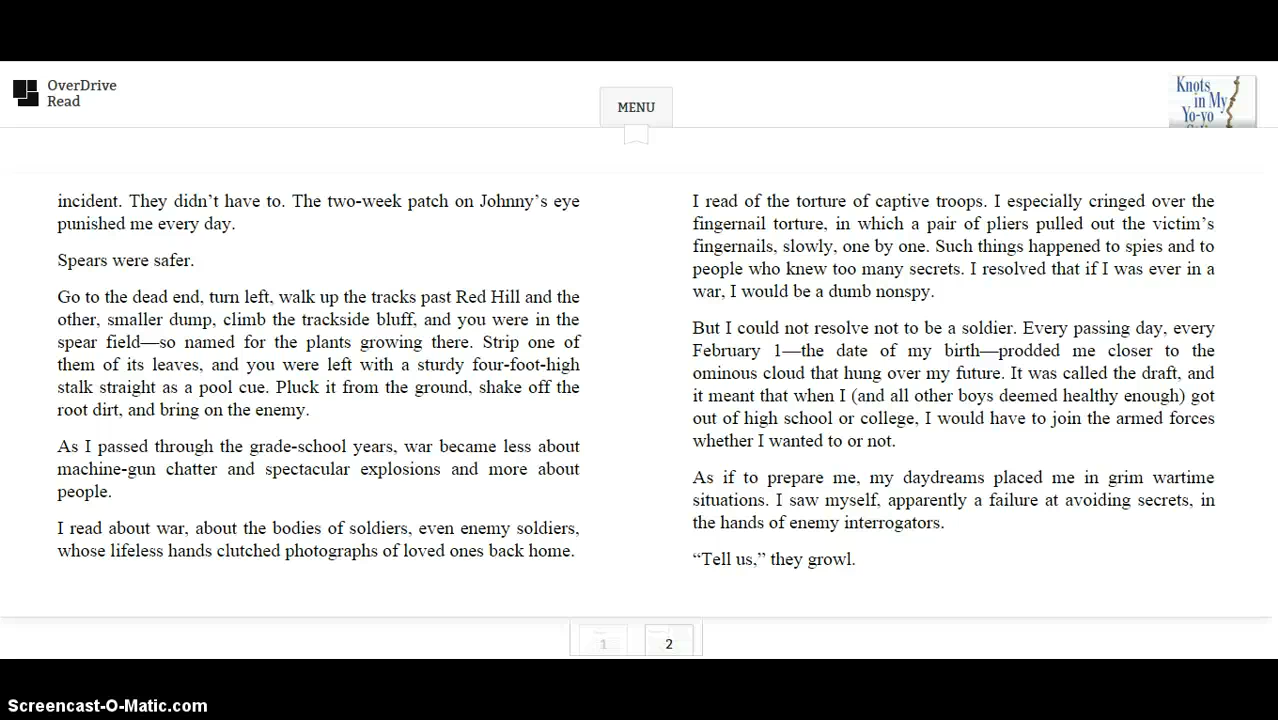 OverDrive
Read
MENU
Knots
in My
Yo-yo
incident. They didn’t have to. The two-week patch on Johnny’s eye
punished me every day.
Spears were safer.
Go to the dead end, turn left, walk up the tracks past Red Hill and the
other, smaller dump, climb the trackside bluff, and you were in the
spear field—so named for the plants growing there. Strip one of
them of its leaves, and you were left with a sturdy four-foot-high
stalk straight as a pool cue. Pluck it from the ground, shake off the
root dirt, and bring on the enemy.
As I passed through the grade-school years, war became less about
machine-gun chatter and spectacular explosions and more about
people.
I read about war, about the bodies of soldiers, even enemy soldiers,
whose lifeless hands clutched photographs of loved ones back home.
I read of the torture of captive troops. I especially cringed over the
fingernail torture, in which a pair of pliers pulled out the victim’s
fingernails, slowly, one by one. Such things happened to spies and to
people who knew too many secrets. I resolved that if I was ever in a
war, I would be a dumb nonspy.
But I could not resolve not to be a soldier. Every passing day, every
February 1—the date of my birth—prodded me closer to the
ominous cloud that hung over my future. It was called the draft, and
it meant that when I (and all other boys deemed healthy enough) got
out of high school or college, I would have to join the armed forces
whether I wanted to or not.
As if to prepare me, my daydreams placed me in grim wartime
situations. I saw myself, apparently a failure at avoiding secrets, in
the hands of enemy interrogators.
“Tell us,” they growl.
1
2
Screencast-O-Matic.com